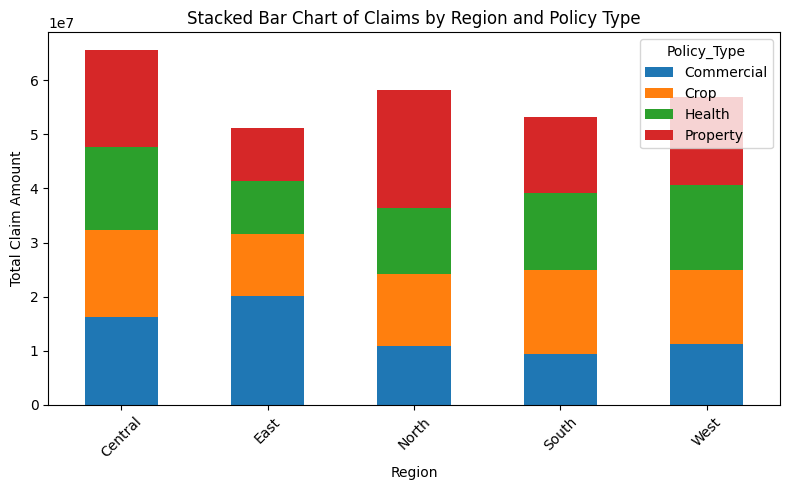 Stacked Bar Chart of Claims by Region and Policy Type
1e7
Total Claim Amount
6
5
4
3
2
1
0
Policy_Type
Commercial
Crop
Health
Property
Central
East
North
South
West
Region